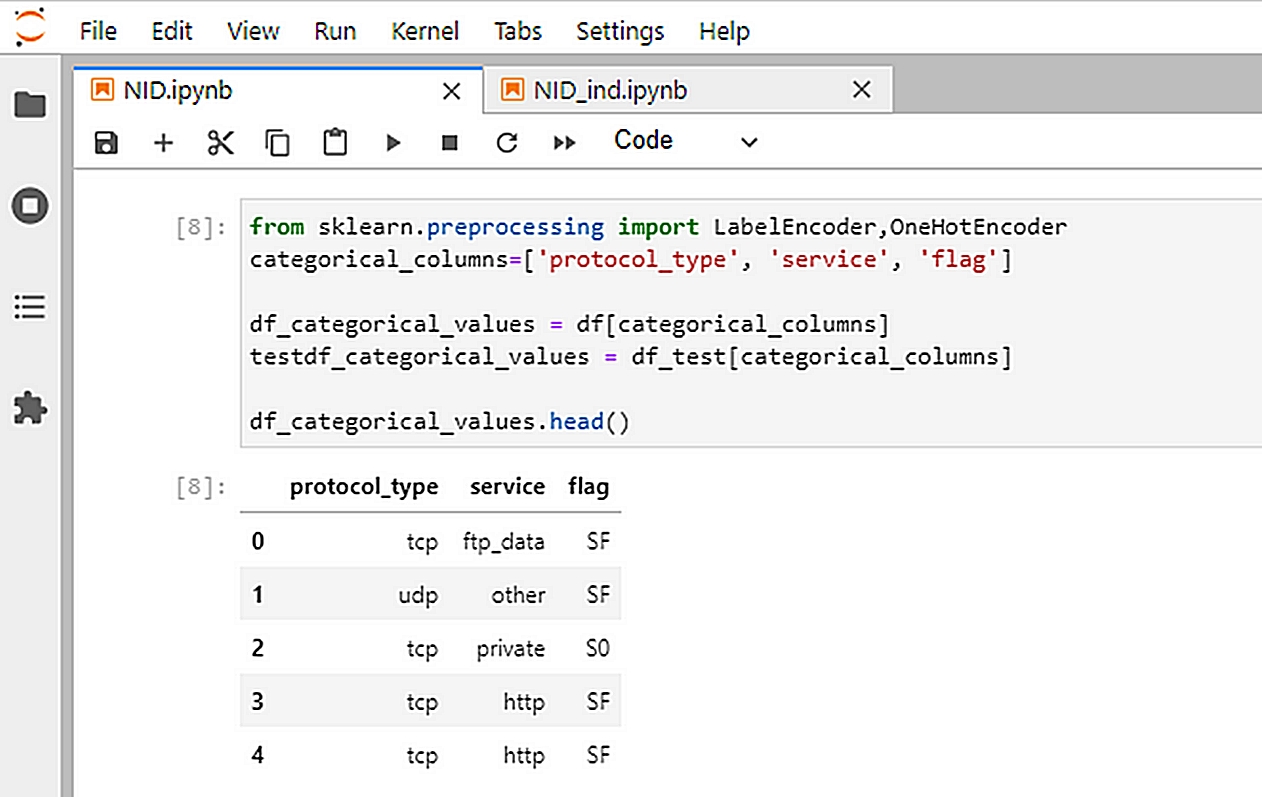 File Edit View Run Kernel Tabs Settings Help
NID.ipynb NID_ind.ipynb
Code
[8]: from sklearn.preprocessing import LabelEncoder,OneHotEncoder
categorical_columns=['protocol_type', 'service', 'flag']
df_categorical_values = df[categorical_columns]
testdf_categorical_values = df_test[categorical_columns]
df_categorical_values.head()
[8]: protocol_type service flag
0 tcp ftp_data SF
1 udp other SF
2 tcp private S0
3 tcp http SF
4 tcp http SF